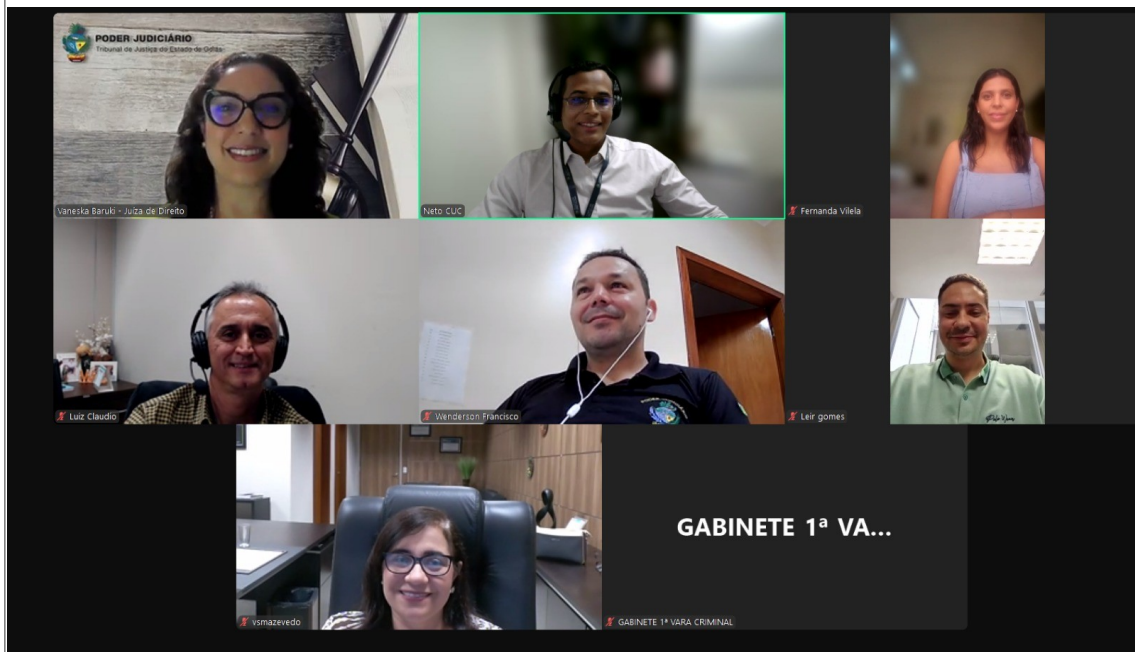 PODER JUDICIÁRIO
Tribunal de Justiça do Estado de Goiás
Vaneska Baruki - Juíza de Direito
Neto CUC
Fernanda Vilela
Luiz Claudio
Wenderson Francisco
Leir gomes
GABINETE 1ª VA...
vsmazevedo
GABINETE 1ª VARA CRIMINAL